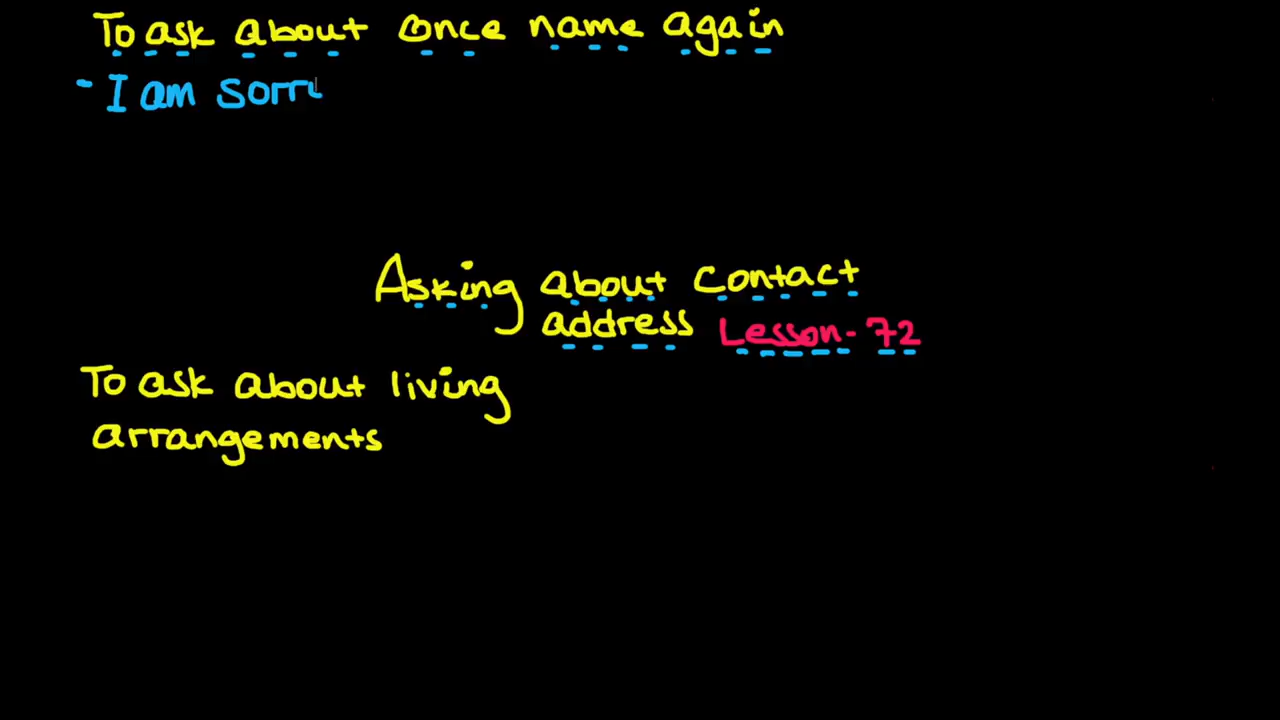 To ask about once name again
- I am sorr
Asking about contact
address Lesson-72
To ask about living
arrangements